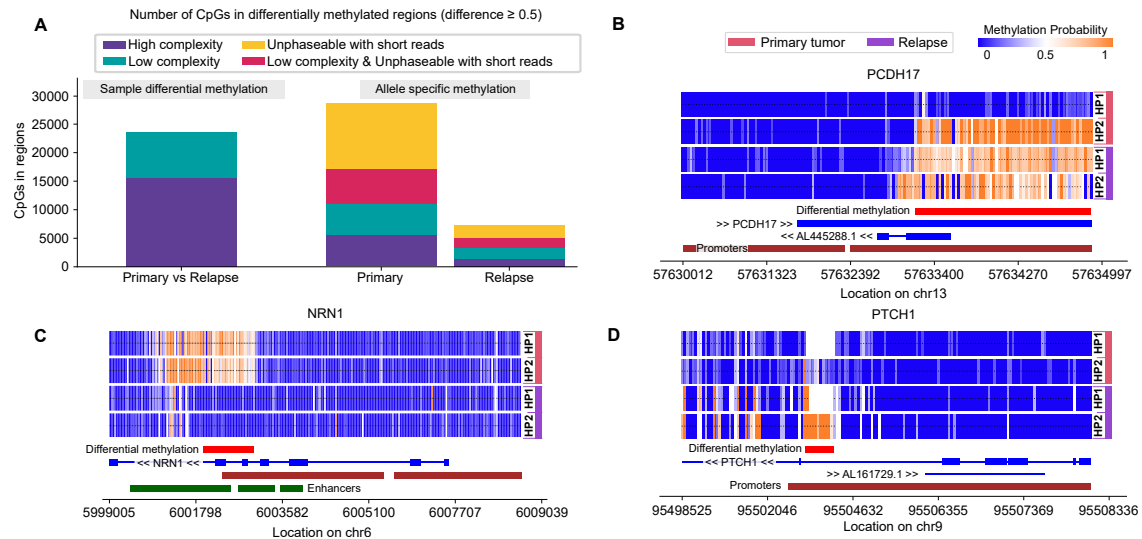 A
Number of CpGs in differentially methylated regions (difference ≥ 0.5)
High complexity
Unphaseable with short reads
Low complexity
Low complexity & Unphaseable with short reads
Sample differential methylation
Allele specific methylation
CpGs in regions
30000
25000
20000
15000
10000
5000
0
Primary vs Relapse
Primary
Relapse
B
Primary tumor
Relapse
Methylation Probability
0
1
PCDH17
HP1
HP2
HP1
HP2
Differential methylation
>> PCDH17 >>
<< AL445288.1 <<
Promoters
57630012 57631323 57632392 57633400 57634270 57634997
Location on chr13
C
NRN1
HP1
HP2
HP1
HP2
Differential methylation
<< NRN1 <<
Enhancers
5999005 6001798 6003582 6005100 6007707 6009039
Location on chr6
D
PTCH1
HP1
HP2
HP1
HP2
Differential methylation
<< PTCH1 <<
>> AL161729.1 >
Promoters
95498525 95502046 95504632 95506355 95507369 95508336
Location on chr9